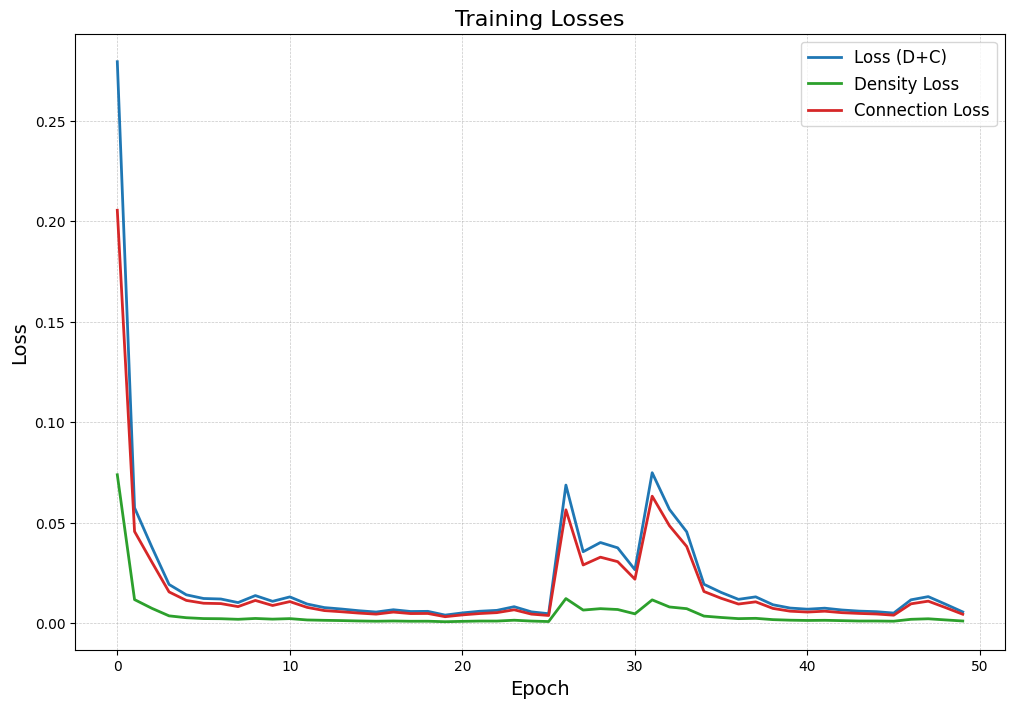 Training Losses
Loss (D+C)
Density Loss
Connection Loss
0.25
0.20
0.15
0.10
0.05
0.00
Loss
0 10 20 30 40 50
Epoch